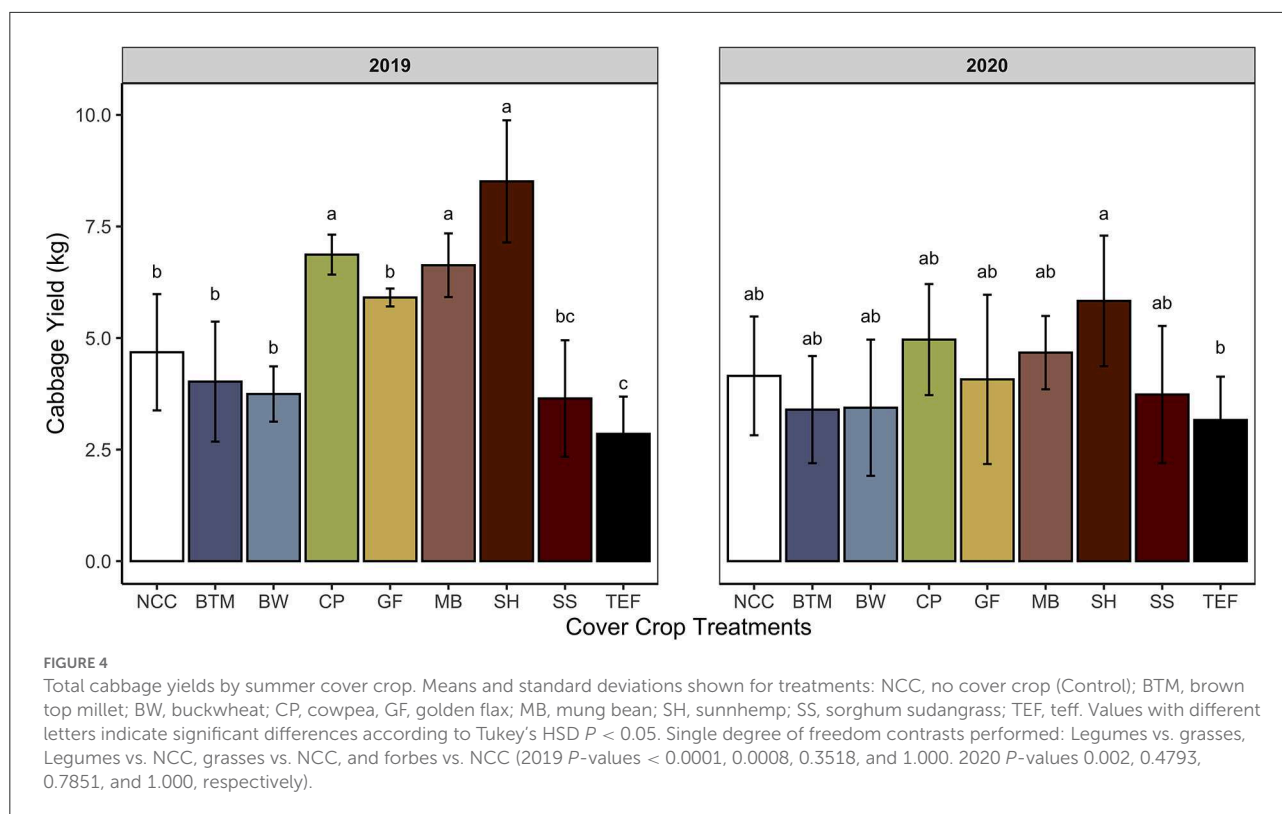 2019
2020
10.0
7.5
5.0
2.5
0.0
Cabbage Yield (kg)
b
b
b
a
b
a
a
bc
c
ab
ab
ab
ab
ab
ab
a
ab
b
NCC BTM BW CP GF MB SH SS TEF
NCC BTM BW CP GF MB SH SS TEF
Cover Crop Treatments
FIGURE 4
Total cabbage yields by summer cover crop. Means and standard deviations shown for treatments: NCC, no cover crop (Control); BTM, brown
top millet; BW, buckwheat; CP, cowpea, GF, golden flax; MB, mung bean; SH, sunnhemp; SS, sorghum sudangrass; TEF, teff. Values with different
letters indicate significant differences according to Tukey's HSD P < 0.05. Single degree of freedom contrasts performed: Legumes vs. grasses,
Legumes vs. NCC, grasses vs. NCC, and forbes vs. NCC (2019 P-values < 0.0001, 0.0008, 0.3518, and 1.000. 2020 P-values 0.002, 0.4793,
0.7851, and 1.000, respectively).